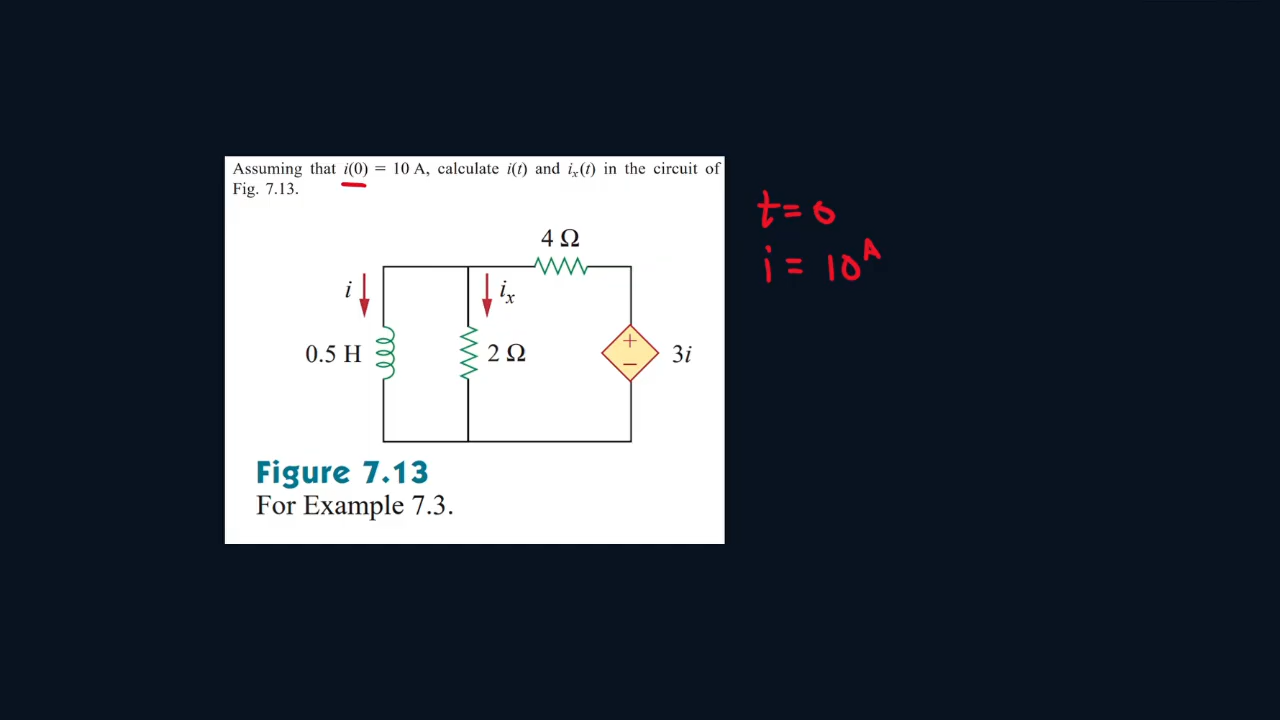 Assuming that i(0) = 10 A, calculate i(t) and iₓ(t) in the circuit of
Fig. 7.13.
t = 0
i = 10 A
4 Ω
i
iₓ
0.5 H
2 Ω
+
−
3i
Figure 7.13
For Example 7.3.